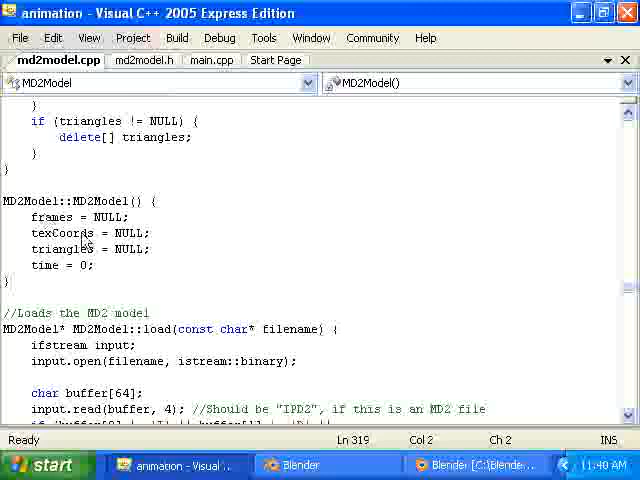 animation - Visual C++ 2005 Express Edition
File Edit View Project Build Debug Tools Window Community Help
md2model.cpp md2model.h main.cpp Start Page
MD2Model MD2Model()
}
if (triangles != NULL) {
delete[] triangles;
}
}
MD2Model::MD2Model() {
frames = NULL;
texCoords = NULL;
triangles = NULL;
time = 0;
}
//Loads the MD2 model
MD2Model* MD2Model::load(const char* filename) {
ifstream input;
input.open(filename, istream::binary);
char buffer[64];
input.read(buffer, 4); //Should be "IPD2", if this is an MD2 file
Ready Ln 319 Col 2 Ch 2 INS
start animation - Visual ... Blender Blender [C:\Blende... 11:40 AM